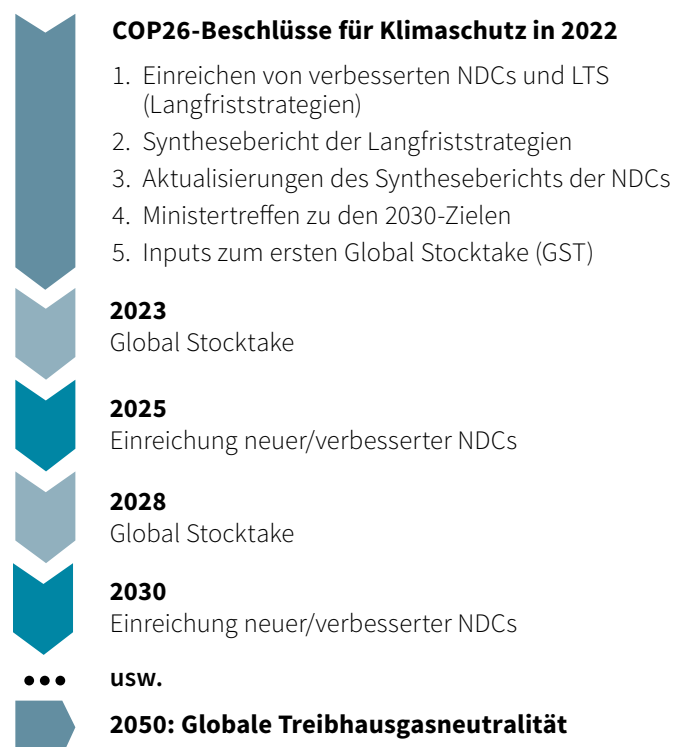 COP26-Beschlüsse für Klimaschutz in 2022
1. Einreichen von verbesserten NDCs und LTS
(Langfriststrategien)
2. Synthesebericht der Langfriststrategien
3. Aktualisierungen des Syntheseberichts der NDCs
4. Ministertreffen zu den 2030-Zielen
5. Inputs zum ersten Global Stocktake (GST)
2023
Global Stocktake
2025
Einreichung neuer/verbesserter NDCs
2028
Global Stocktake
2030
Einreichung neuer/verbesserter NDCs
••• usw.
2050: Globale Treibhausgasneutralität